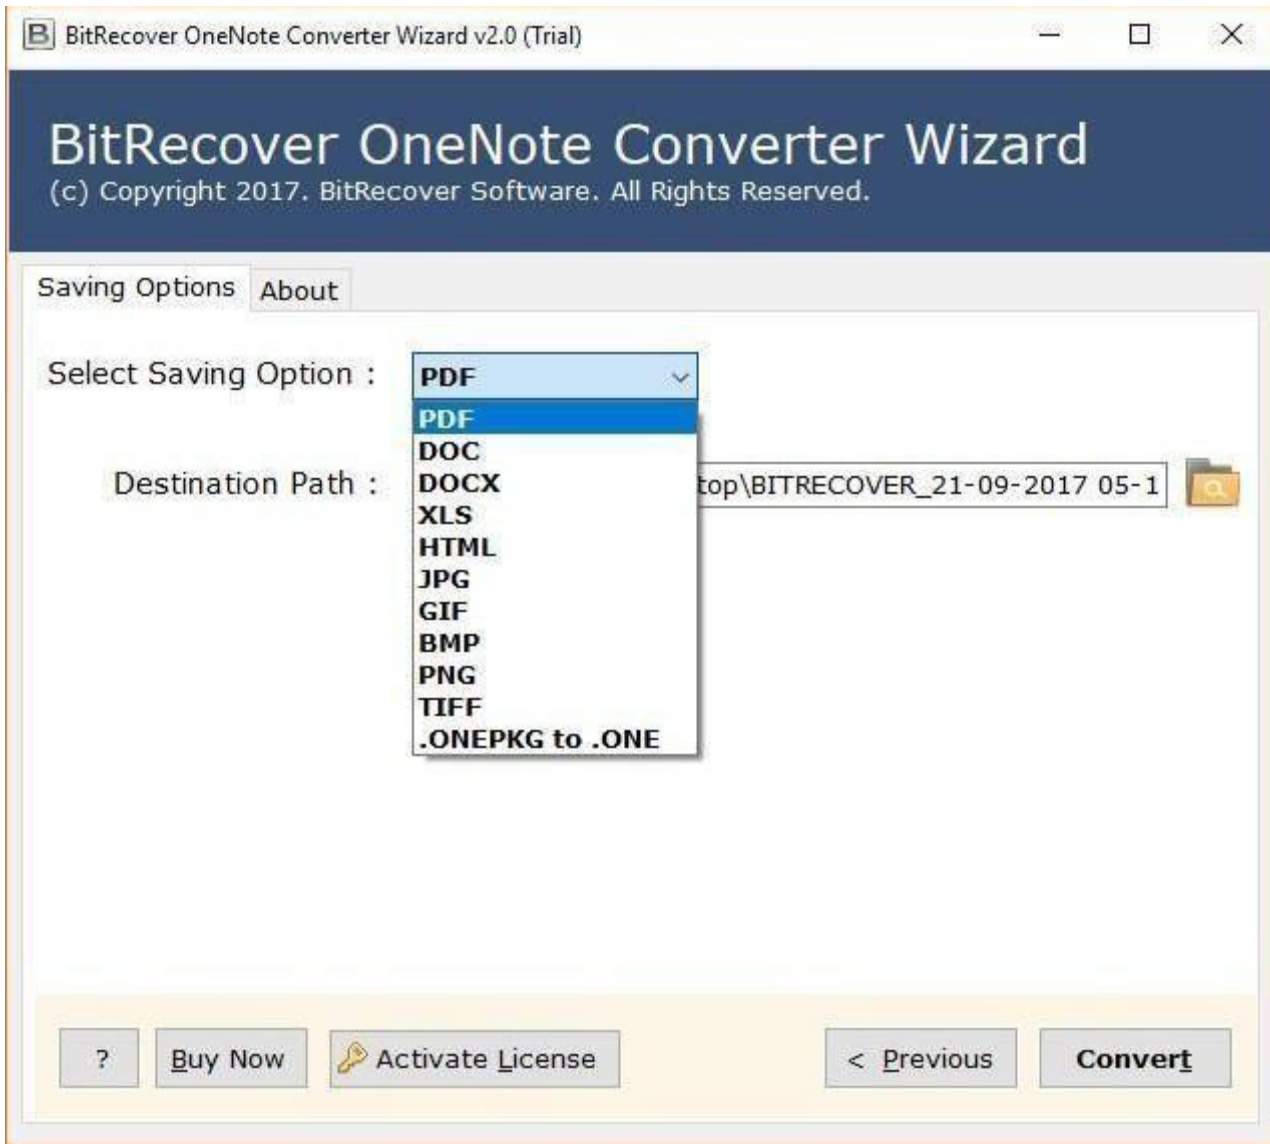 BitRecover OneNote Converter Wizard v2.0 (Trial)
BitRecover OneNote Converter Wizard
(c) Copyright 2017. BitRecover Software. All Rights Reserved.
Saving Options About
Select Saving Option : PDF
PDF
DOC
Destination Path : DOCX top\BITRECOVER_21-09-2017 05-1
XLS
HTML
JPG
GIF
BMP
PNG
TIFF
.ONEPKG to .ONE
? Buy Now Activate License < Previous Convert